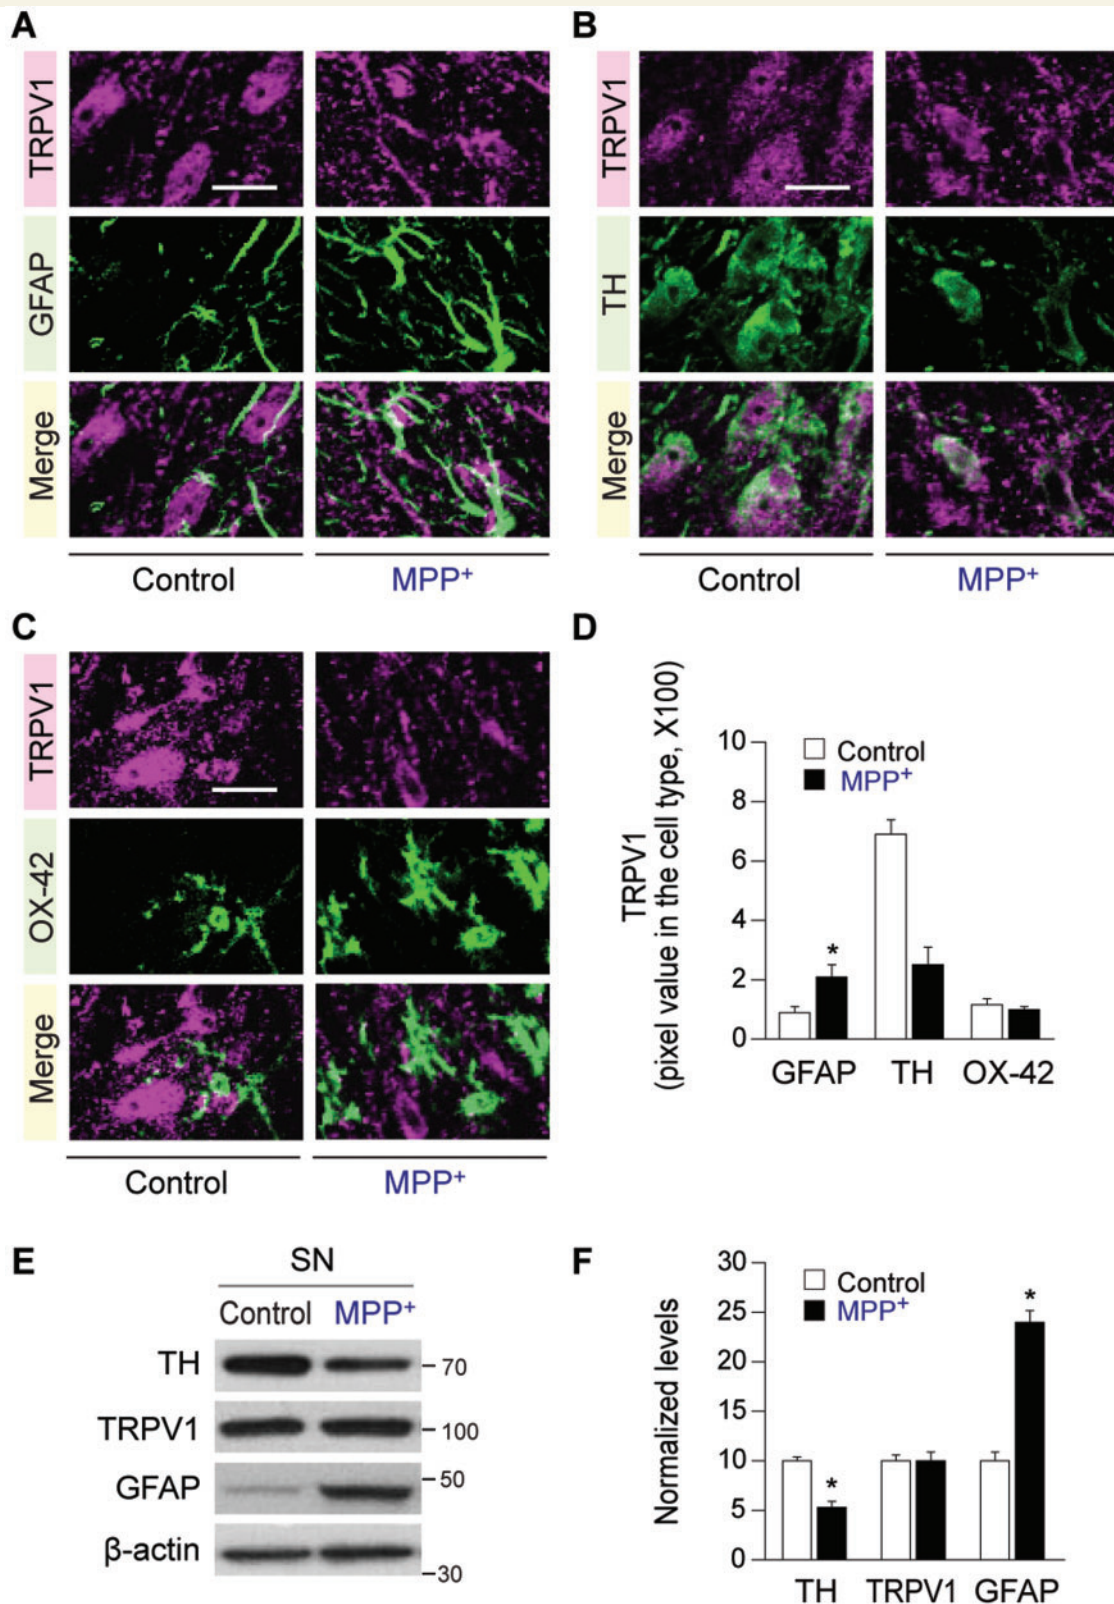 A
TRPV1
GFAP
Merge
Control
MPP⁺
B
TRPV1
TH
Merge
Control
MPP⁺
C
TRPV1
OX-42
Merge
Control
MPP⁺
D
TRPV1
(pixel value in the cell type, X100)
10
8
6
4
2
0
Control
MPP⁺
*
GFAP TH OX-42
E
SN
Control MPP⁺
TH
70
TRPV1
100
GFAP
50
β-actin
30
F
Normalized levels
30
25
20
15
10
5
0
Control
MPP⁺
*
*
TH TRPV1 GFAP